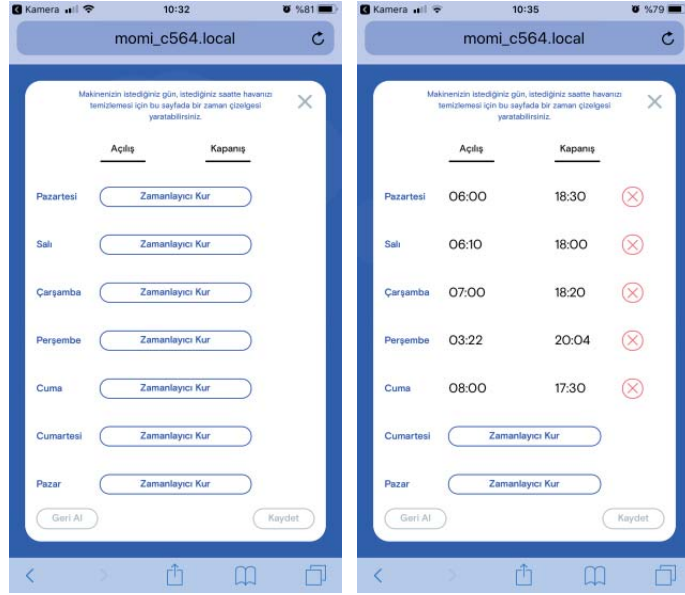 Kamera 10:32 %81
momi_c564.local
Makinenizin istediğiniz gün, istediğiniz saatte havanızı
temizlemesi için bu sayfada bir zaman çizelgesi
yaratabilirsiniz.
Açılış Kapanış
Pazartesi Zamanlayıcı Kur
Salı Zamanlayıcı Kur
Çarşamba Zamanlayıcı Kur
Perşembe Zamanlayıcı Kur
Cuma Zamanlayıcı Kur
Cumartesi Zamanlayıcı Kur
Pazar Zamanlayıcı Kur
Geri Al Kaydet
Kamera 10:35 %79
momi_c564.local
Makinenizin istediğiniz gün, istediğiniz saatte havanızı
temizlemesi için bu sayfada bir zaman çizelgesi
yaratabilirsiniz.
Açılış Kapanış
Pazartesi 06:00 18:30
Salı 06:10 18:00
Çarşamba 07:00 18:20
Perşembe 03:22 20:04
Cuma 08:00 17:30
Cumartesi Zamanlayıcı Kur
Pazar Zamanlayıcı Kur
Geri Al Kaydet